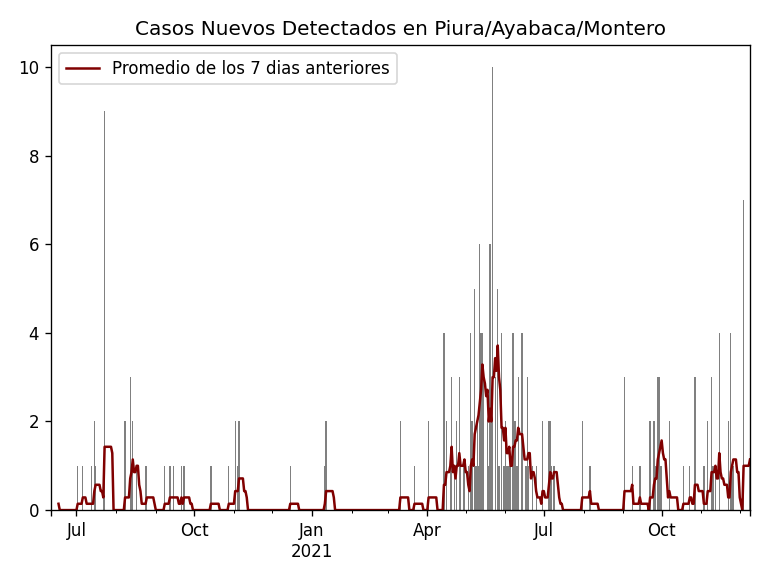 Casos Nuevos Detectados en Piura/Ayabaca/Montero
Promedio de los 7 dias anteriores
10
8
6
4
2
0
Jul
Oct
Jan
2021
Apr
Jul
Oct